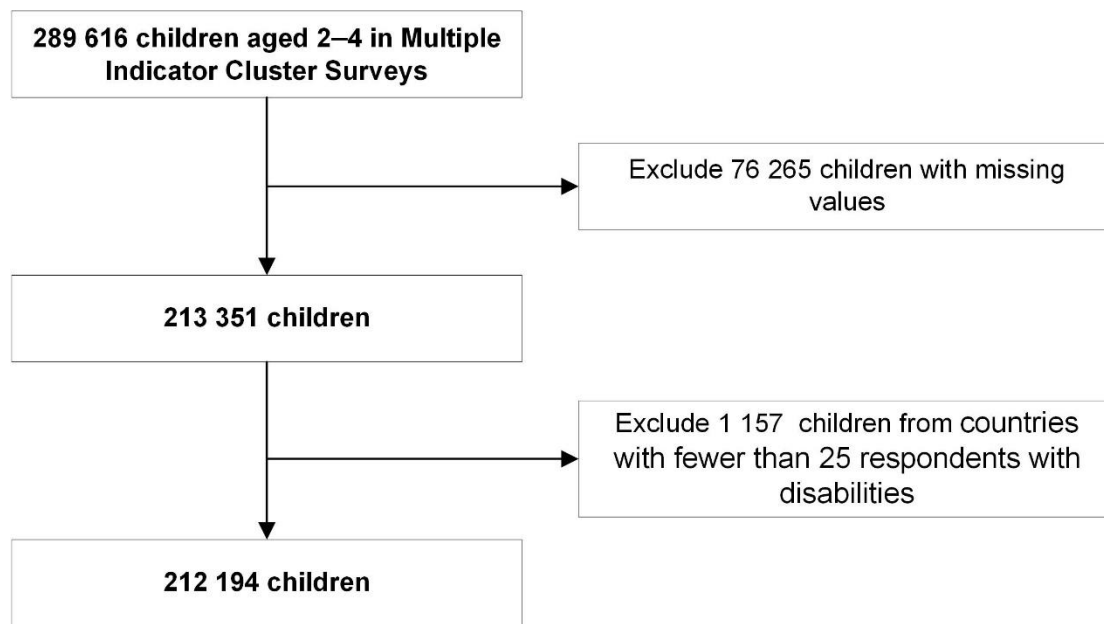 289 616 children aged 2–4 in Multiple
Indicator Cluster Surveys
Exclude 76 265 children with missing
values
213 351 children
Exclude 1 157 children from countries
with fewer than 25 respondents with
disabilities
212 194 children